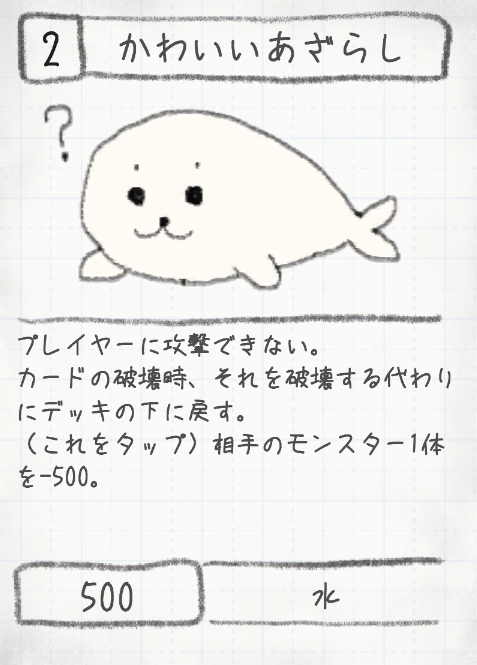 2
かわいいあざらし
?
プレイヤーに攻撃できない。
カードの破壊時、それを破壊する代わり
にデッキの下に戻す。
（これをタップ）相手のモンスター1体
を-500。
500
水